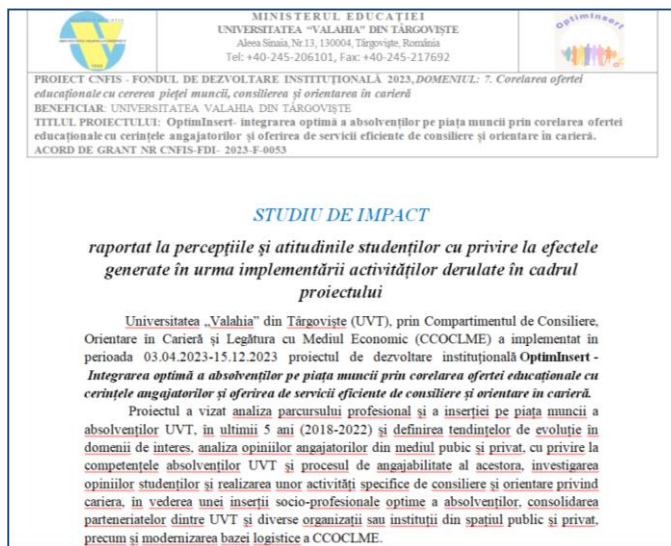 MINISTERUL EDUCAȚIEI
UNIVERSITATEA “VALAHIA” DIN TÂRGOVIȘTE
Aleea Sinaia, Nr.13, 130004, Târgoviște, România
Tel: +40-245-206101, Fax: +40-245-217692
OptimInsert
PROIECT CNFIS - FONDUL DE DEZVOLTARE INSTITUȚIONALĂ 2023, DOMENIUL: 7. Corelarea ofertei
educaționale cu cererea pieței muncii, consilierea și orientarea în carieră
BENEFICIAR: UNIVERSITATEA VALAHIA DIN TÂRGOVIȘTE
TITLUL PROIECTULUI: OptimInsert- integrarea optimă a absolvenților pe piața muncii prin corelarea ofertei
educaționale cu cerințele angajatorilor și oferirea de servicii eficiente de consiliere și orientare în carieră.
ACORD DE GRANT NR CNFIS-FDI- 2023-F-0053
STUDIU DE IMPACT
raportat la percepțiile și atitudinile studenților cu privire la efectele
generate în urma implementării activităților derulate în cadrul
proiectului
Universitatea „Valahia” din Târgoviște (UVT), prin Compartimentul de Consiliere,
Orientare în Carieră și Legătura cu Mediul Economic (CCOCLME) a implementat în
perioada 03.04.2023-15.12.2023 proiectul de dezvoltare instituțională OptimInsert -
Integrarea optimă a absolvenților pe piața muncii prin corelarea ofertei educaționale cu
cerințele angajatorilor și oferirea de servicii eficiente de consiliere și orientare în carieră.
Proiectul a vizat analiza parcursului profesional și a inserției pe piața muncii a
absolvenților UVT, în ultimii 5 ani (2018-2022) și definirea tendințelor de evoluție în
domenii de interes, analiza opiniilor angajatorilor din mediul pubic și privat, cu privire la
competențele absolvenților UVT și procesul de angajabilitate al acestora, investigarea
opiniilor studenților și realizarea unor activități specifice de consiliere și orientare privind
cariera, în vederea unei inserții socio-profesionale optime a absolvenților, consolidarea
parteneriatelor dintre UVT și diverse organizații sau instituții din spațiul public și privat,
precum și modernizarea bazei logistice a CCOCLME.